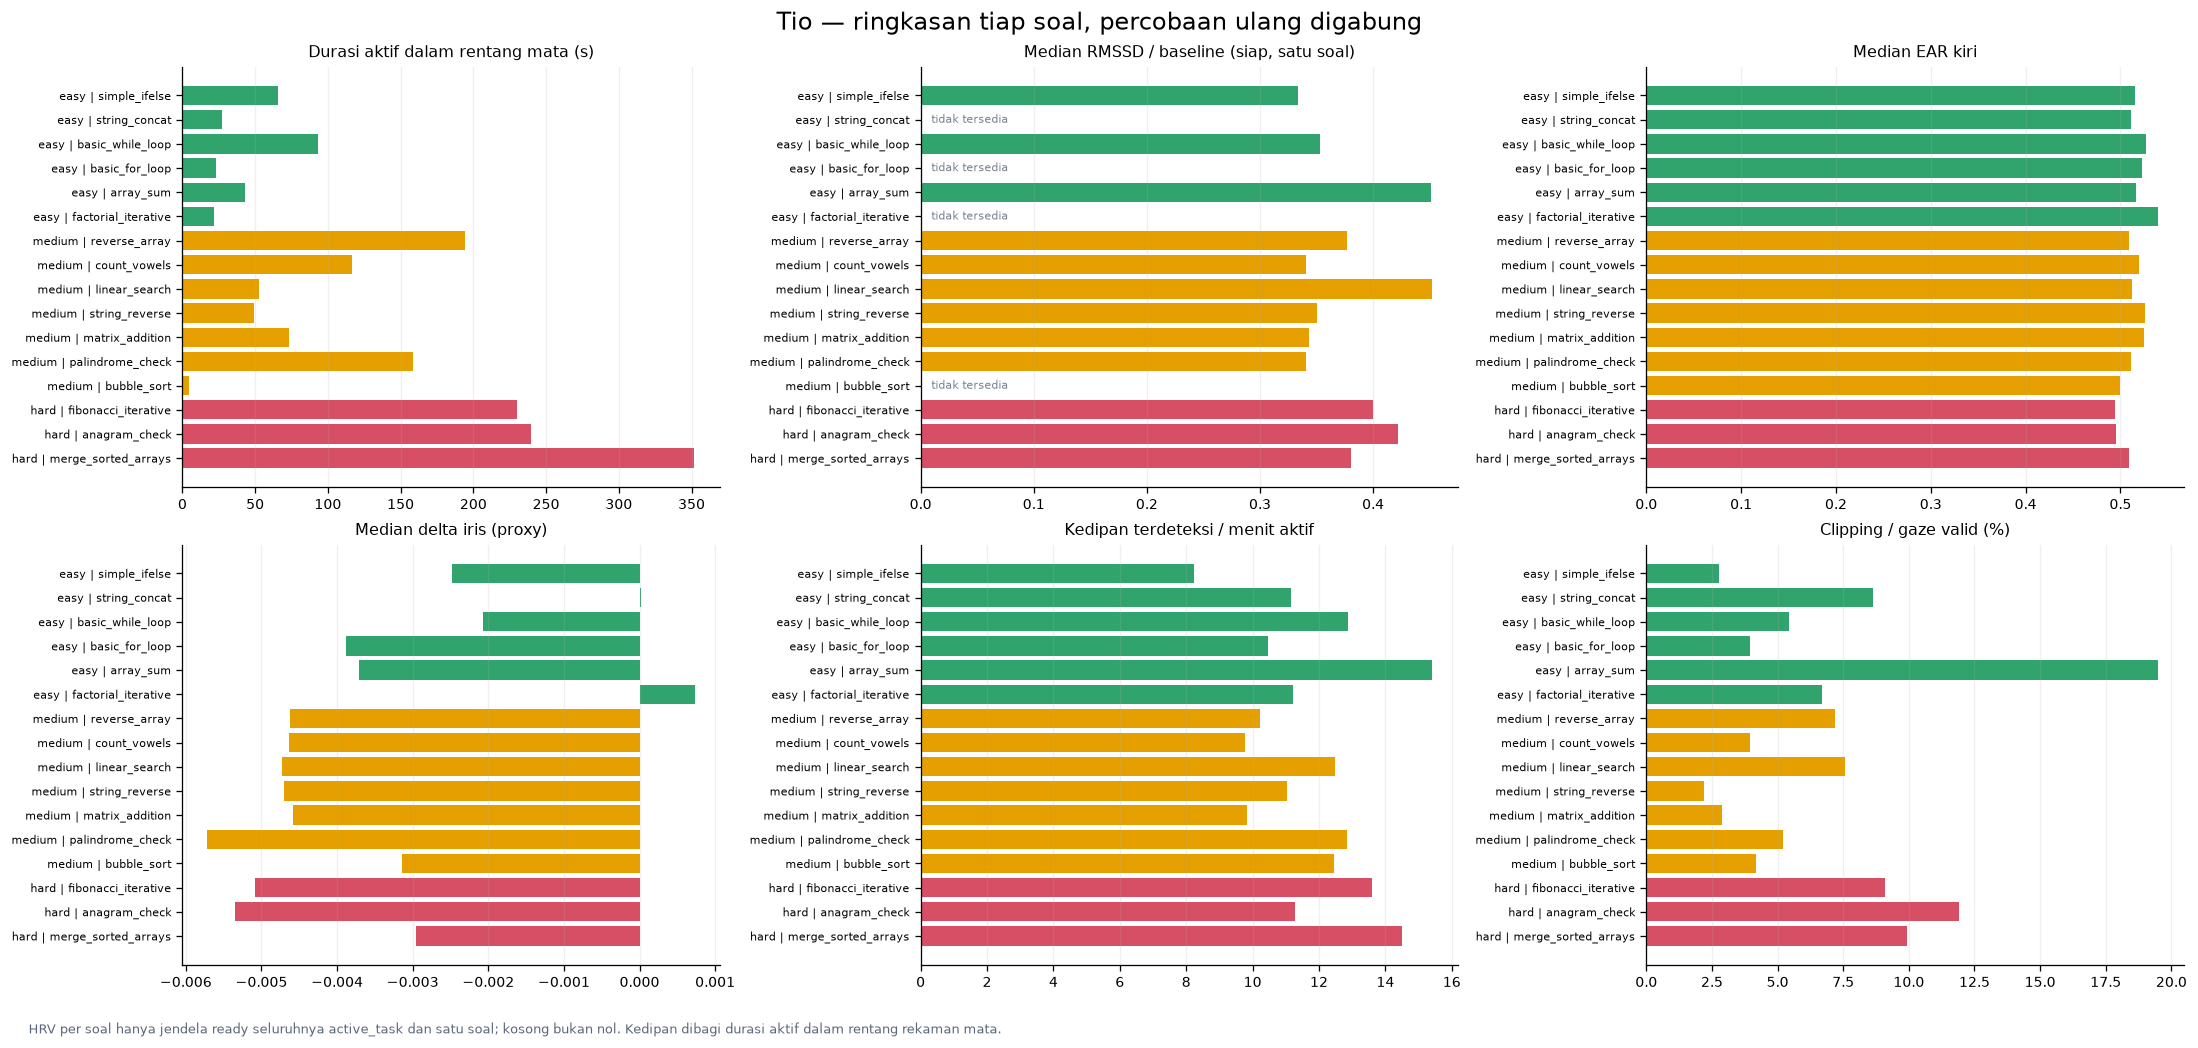 Tio — ringkasan tiap soal, percobaan ulang digabung
Durasi aktif dalam rentang mata (s)
easy | simple_ifelse
easy | string_concat
easy | basic_while_loop
easy | basic_for_loop
easy | array_sum
easy | factorial_iterative
medium | reverse_array
medium | count_vowels
medium | linear_search
medium | string_reverse
medium | matrix_addition
medium | palindrome_check
medium | bubble_sort
hard | fibonacci_iterative
hard | anagram_check
hard | merge_sorted_arrays
0 50 100 150 200 250 300 350
Median RMSSD / baseline (siap, satu soal)
easy | simple_ifelse
easy | string_concat tidak tersedia
easy | basic_while_loop
easy | basic_for_loop tidak tersedia
easy | array_sum
easy | factorial_iterative tidak tersedia
medium | reverse_array
medium | count_vowels
medium | linear_search
medium | string_reverse
medium | matrix_addition
medium | palindrome_check
medium | bubble_sort tidak tersedia
hard | fibonacci_iterative
hard | anagram_check
hard | merge_sorted_arrays
0.0 0.1 0.2 0.3 0.4
Median EAR kiri
easy | simple_ifelse
easy | string_concat
easy | basic_while_loop
easy | basic_for_loop
easy | array_sum
easy | factorial_iterative
medium | reverse_array
medium | count_vowels
medium | linear_search
medium | string_reverse
medium | matrix_addition
medium | palindrome_check
medium | bubble_sort
hard | fibonacci_iterative
hard | anagram_check
hard | merge_sorted_arrays
0.0 0.1 0.2 0.3 0.4 0.5
Median delta iris (proxy)
easy | simple_ifelse
easy | string_concat
easy | basic_while_loop
easy | basic_for_loop
easy | array_sum
easy | factorial_iterative
medium | reverse_array
medium | count_vowels
medium | linear_search
medium | string_reverse
medium | matrix_addition
medium | palindrome_check
medium | bubble_sort
hard | fibonacci_iterative
hard | anagram_check
hard | merge_sorted_arrays
−0.006 −0.005 −0.004 −0.003 −0.002 −0.001 0.000 0.001
Kedipan terdeteksi / menit aktif
easy | simple_ifelse
easy | string_concat
easy | basic_while_loop
easy | basic_for_loop
easy | array_sum
easy | factorial_iterative
medium | reverse_array
medium | count_vowels
medium | linear_search
medium | string_reverse
medium | matrix_addition
medium | palindrome_check
medium | bubble_sort
hard | fibonacci_iterative
hard | anagram_check
hard | merge_sorted_arrays
0 2 4 6 8 10 12 14 16
Clipping / gaze valid (%)
easy | simple_ifelse
easy | string_concat
easy | basic_while_loop
easy | basic_for_loop
easy | array_sum
easy | factorial_iterative
medium | reverse_array
medium | count_vowels
medium | linear_search
medium | string_reverse
medium | matrix_addition
medium | palindrome_check
medium | bubble_sort
hard | fibonacci_iterative
hard | anagram_check
hard | merge_sorted_arrays
0.0 2.5 5.0 7.5 10.0 12.5 15.0 17.5 20.0
HRV per soal hanya jendela ready seluruhnya active_task dan satu soal; kosong bukan nol. Kedipan dibagi durasi aktif dalam rentang rekaman mata.